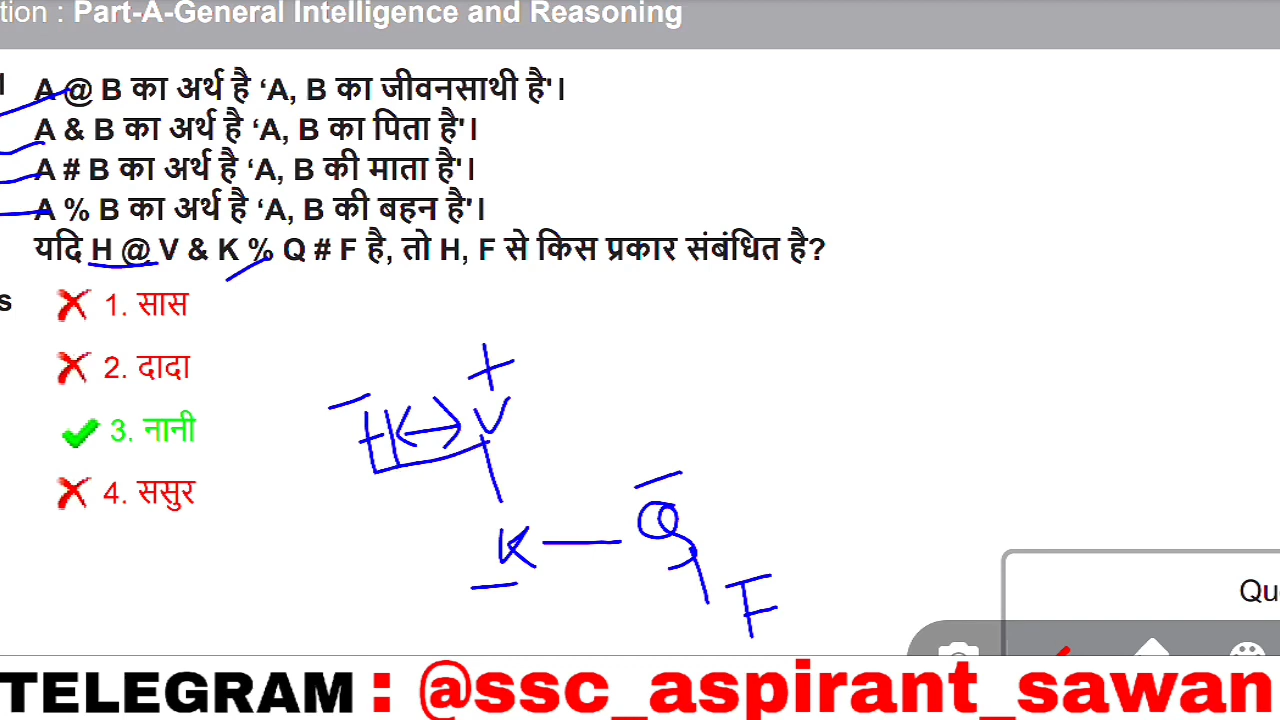 tion : Part-A-General Intelligence and Reasoning
A @ B का अर्थ है ‘A, B का जीवनसाथी है'।
A & B का अर्थ है ‘A, B का पिता है'।
A # B का अर्थ है ‘A, B की माता है'।
A % B का अर्थ है ‘A, B की बहन है'।
यदि H @ V & K % Q # F है, तो H, F से किस प्रकार संबंधित है?
s
1. सास
2. दादा
3. नानी
4. ससुर
+
H V
K Q
F
Qu
TELEGRAM : @ssc_aspirant_sawan